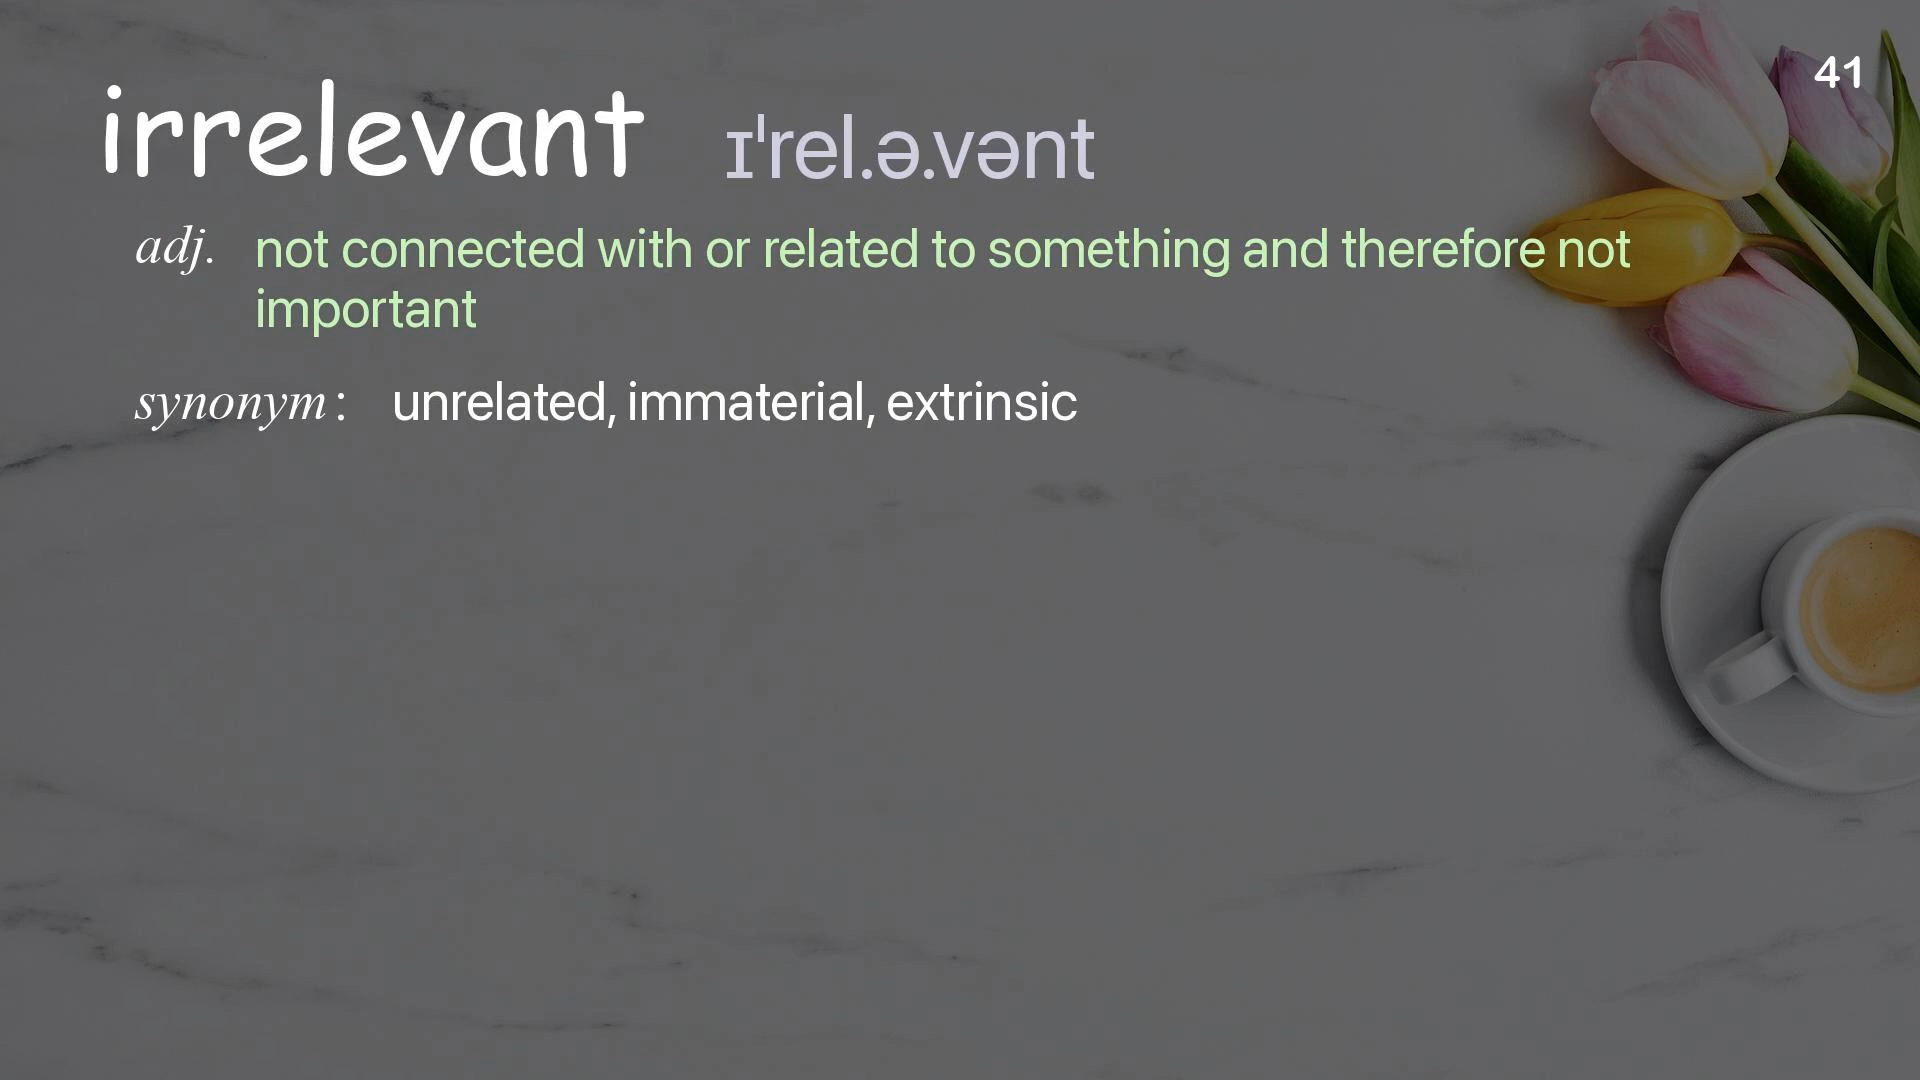 41
irrelevant ɪˈrel.ə.vənt
adj. not connected with or related to something and therefore not
important
synonym : unrelated, immaterial, extrinsic